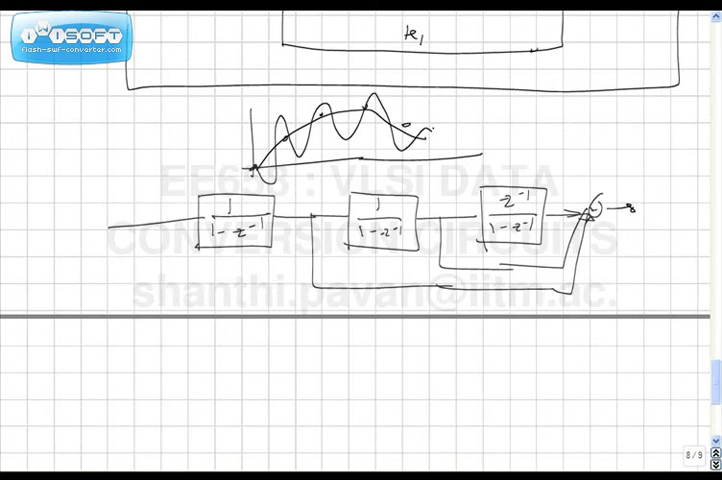 iWiSOFT
flash-swf-converter.com
k₁
EE658 : VLSI DATA
1 / 1 - z⁻¹   1 / 1 - z⁻¹   z⁻¹ / 1 - z⁻¹
CONVERSION CIRCUITS
shanthi.pavan@iitm.ac.
8 / 9